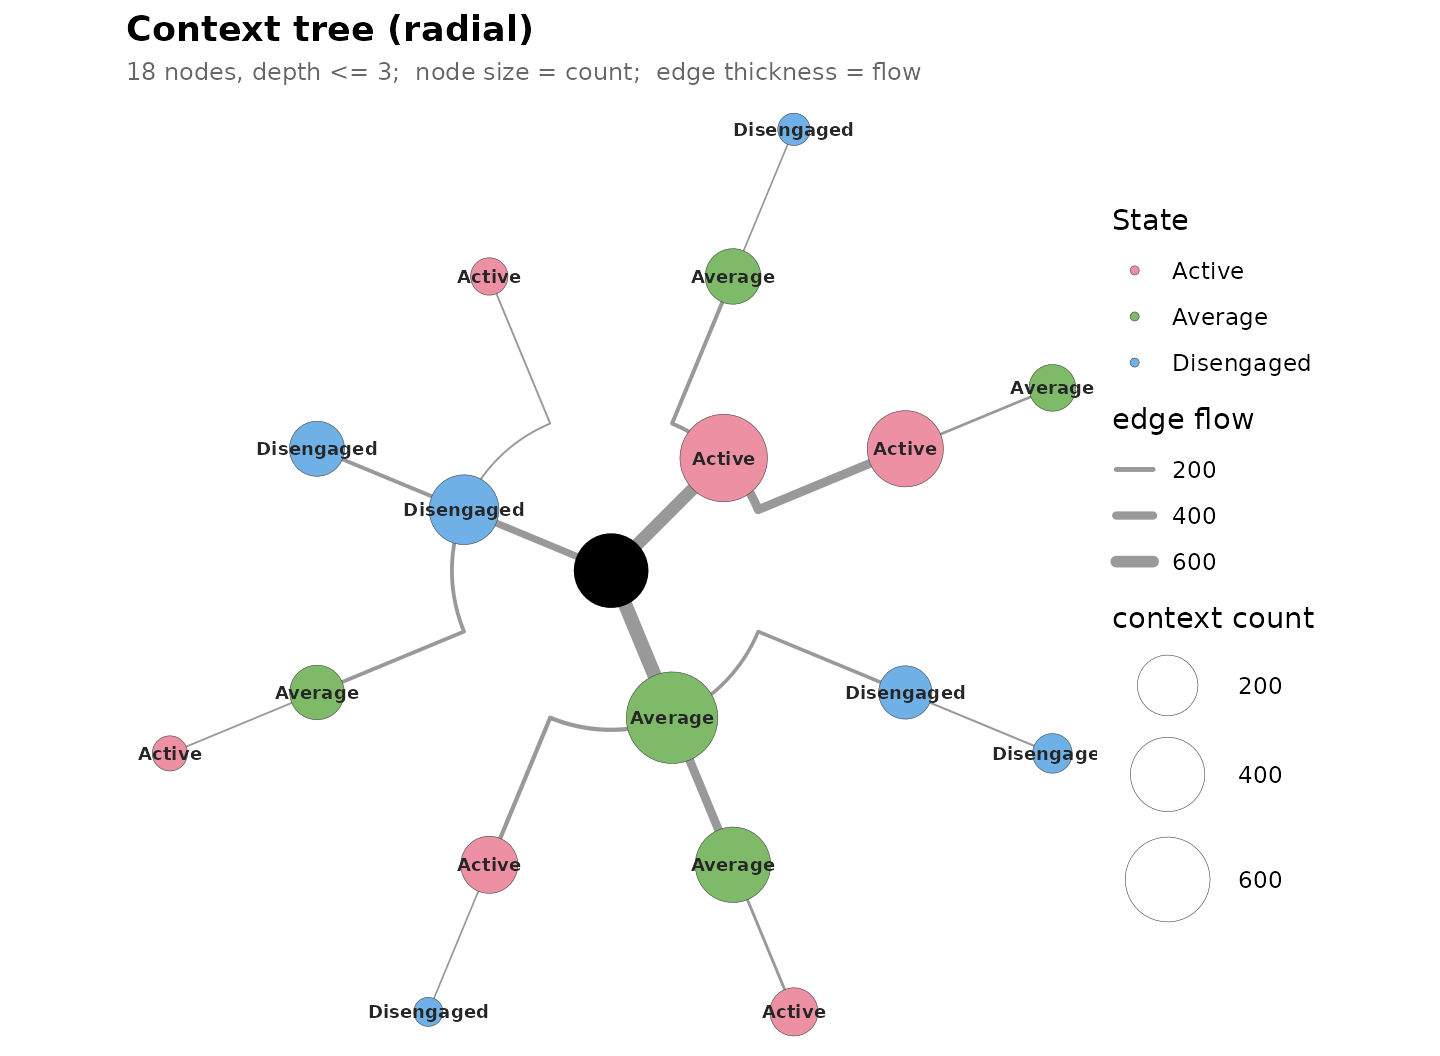 Context tree (radial)
18 nodes, depth <= 3;  node size = count;  edge thickness = flow
Disengaged
Active
Average
Average
Disengaged
Active
Active
Disengaged
Average
Disengaged
Average
Disengaged
Active
Disengage
Active
Average
Disengaged
Active
State
Active
Average
Disengaged
edge flow
200
400
600
context count
200
400
600